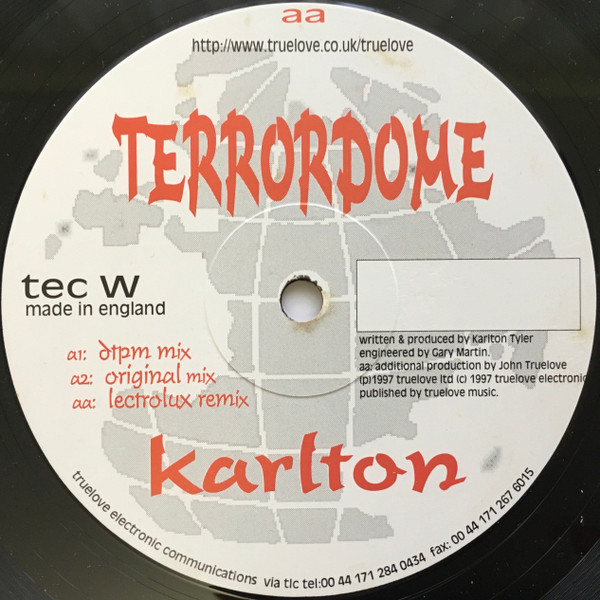 aa
http://www.truelove.co.uk/truelove
TERRORDOME
tec W
made in england
a1: dtpm mix
a2: original mix
aa: lectrolux remix
written & produced by Karlton Tyler
engineered by Gary Martin.
aa: additional production by John Truelove
(p)1997 truelove ltd (c) 1997 truelove electronic
published by truelove music.
karlton
truelove electronic communications via tlc tel:00 44 171 284 0434 fax: 00 44 171 267 6015